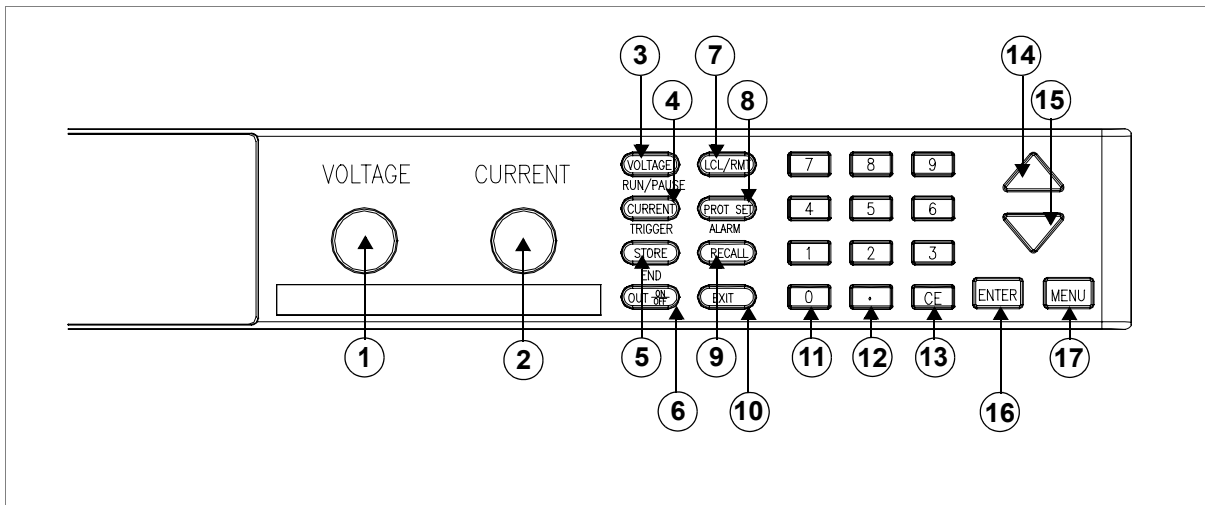 3 7 14
4 8 15
VOLTAGE CURRENT
VOLTAGE LCL/RMT 7 8 9
RUN/PAUSE
CURRENT PROT SET 4 5 6
TRIGGER ALARM
STORE RECALL 1 2 3
END
OUT ON/OFF EXIT 0 . CE ENTER MENU
1 2 5 9 11 12 13 17
6 10 16